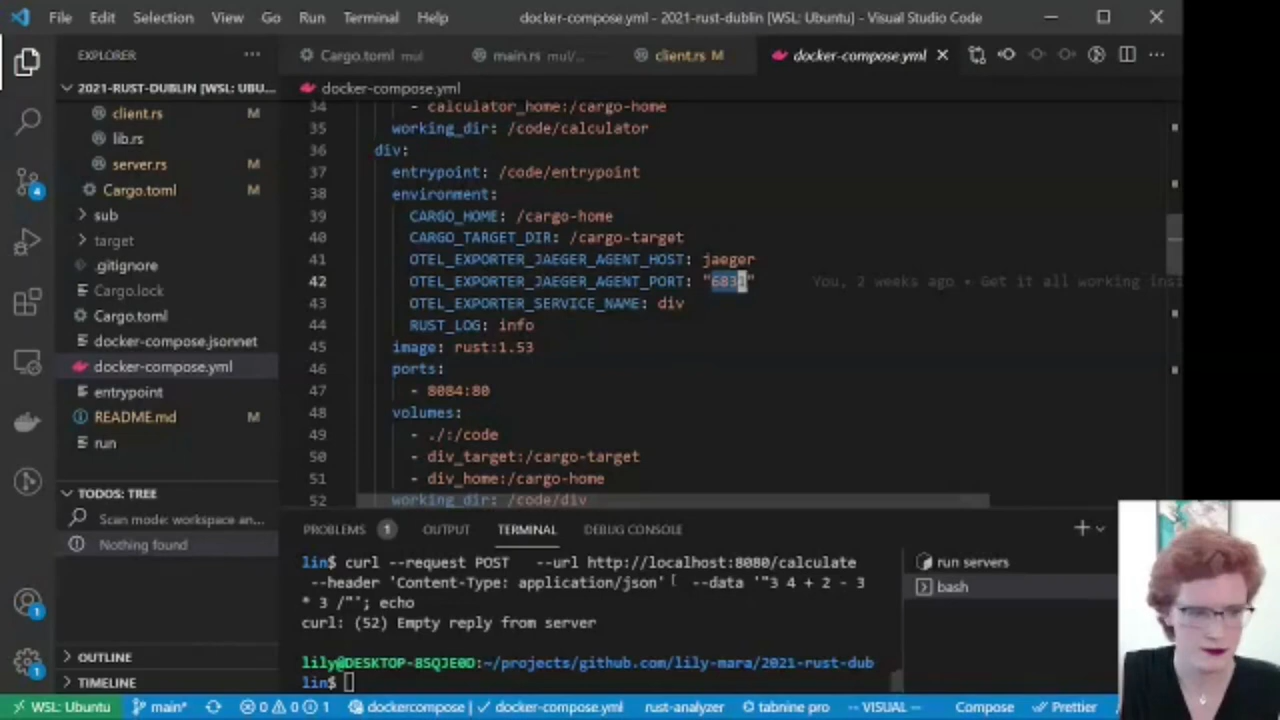 File Edit Selection View Go Run Terminal Help docker-compose.yml - 2021-rust-dublin [WSL: Ubuntu] - Visual Studio Code
EXPLORER
Cargo.toml mul main.rs mul/... client.rs M docker-compose.yml
2021-RUST-DUBLIN [WSL: UBU...
client.rs M
lib.rs
server.rs M
Cargo.toml M
sub
target
.gitignore
Cargo.lock
Cargo.toml
docker-compose.jsonnet
docker-compose.yml
entrypoint
README.md M
run
TODOS: TREE
Scan mode: workspace an...
Nothing found
OUTLINE
TIMELINE
4
1
1
docker-compose.yml
34 - calculator_home:/cargo-home
35 working_dir: /code/calculator
36 div:
37 entrypoint: /code/entrypoint
38 environment:
39 CARGO_HOME: /cargo-home
40 CARGO_TARGET_DIR: /cargo-target
41 OTEL_EXPORTER_JAEGER_AGENT_HOST: jaeger
42 OTEL_EXPORTER_JAEGER_AGENT_PORT: "6831" You, 2 weeks ago • Get it all working insi
43 OTEL_EXPORTER_SERVICE_NAME: div
44 RUST_LOG: info
45 image: rust:1.53
46 ports:
47 - 8084:80
48 volumes:
49 - ./:/code
50 - div_target:/cargo-target
51 - div_home:/cargo-home
52 working_dir: /code/div
PROBLEMS 1 OUTPUT TERMINAL DEBUG CONSOLE
lin$ curl --request POST --url http://localhost:8080/calculate
--header 'Content-Type: application/json' --data '"3 4 + 2 - 3
* 3 /"'; echo
curl: (52) Empty reply from server
lily@DESKTOP-8SQJE0D:~/projects/github.com/lily-mara/2021-rust-dub
lin$
run servers
bash
WSL: Ubuntu main* 0 0 1 dockercompose | docker-compose.yml rust-analyzer tabnine pro -- VISUAL -- Compose Prettier